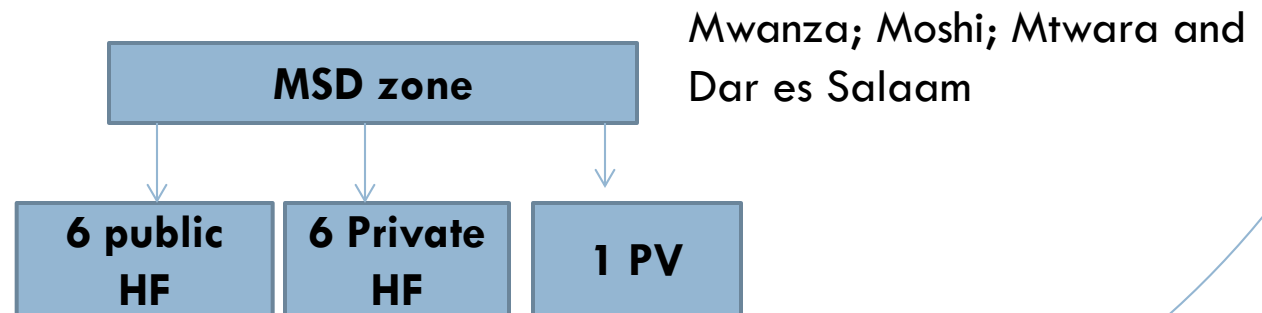 Mwanza; Moshi; Mtwara and
Dar es Salaam
MSD zone
6 public
HF
6 Private
HF
1 PV